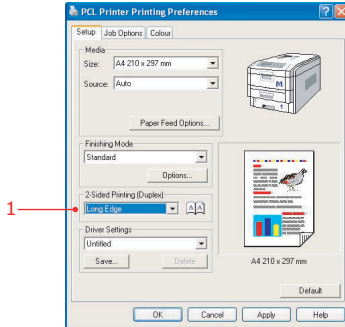 PCL Printer Printing Preferences
Setup Job Options Colour
Media
Size: A4 210 x 297 mm
Source: Auto
Paper Feed Options...
Finishing Mode
Standard
Options...
2-Sided Printing (Duplex)
1
Long Edge
Driver Settings
Untitled
Save... Delete
A4 210 x 297 mm
Default
OK Cancel Apply Help